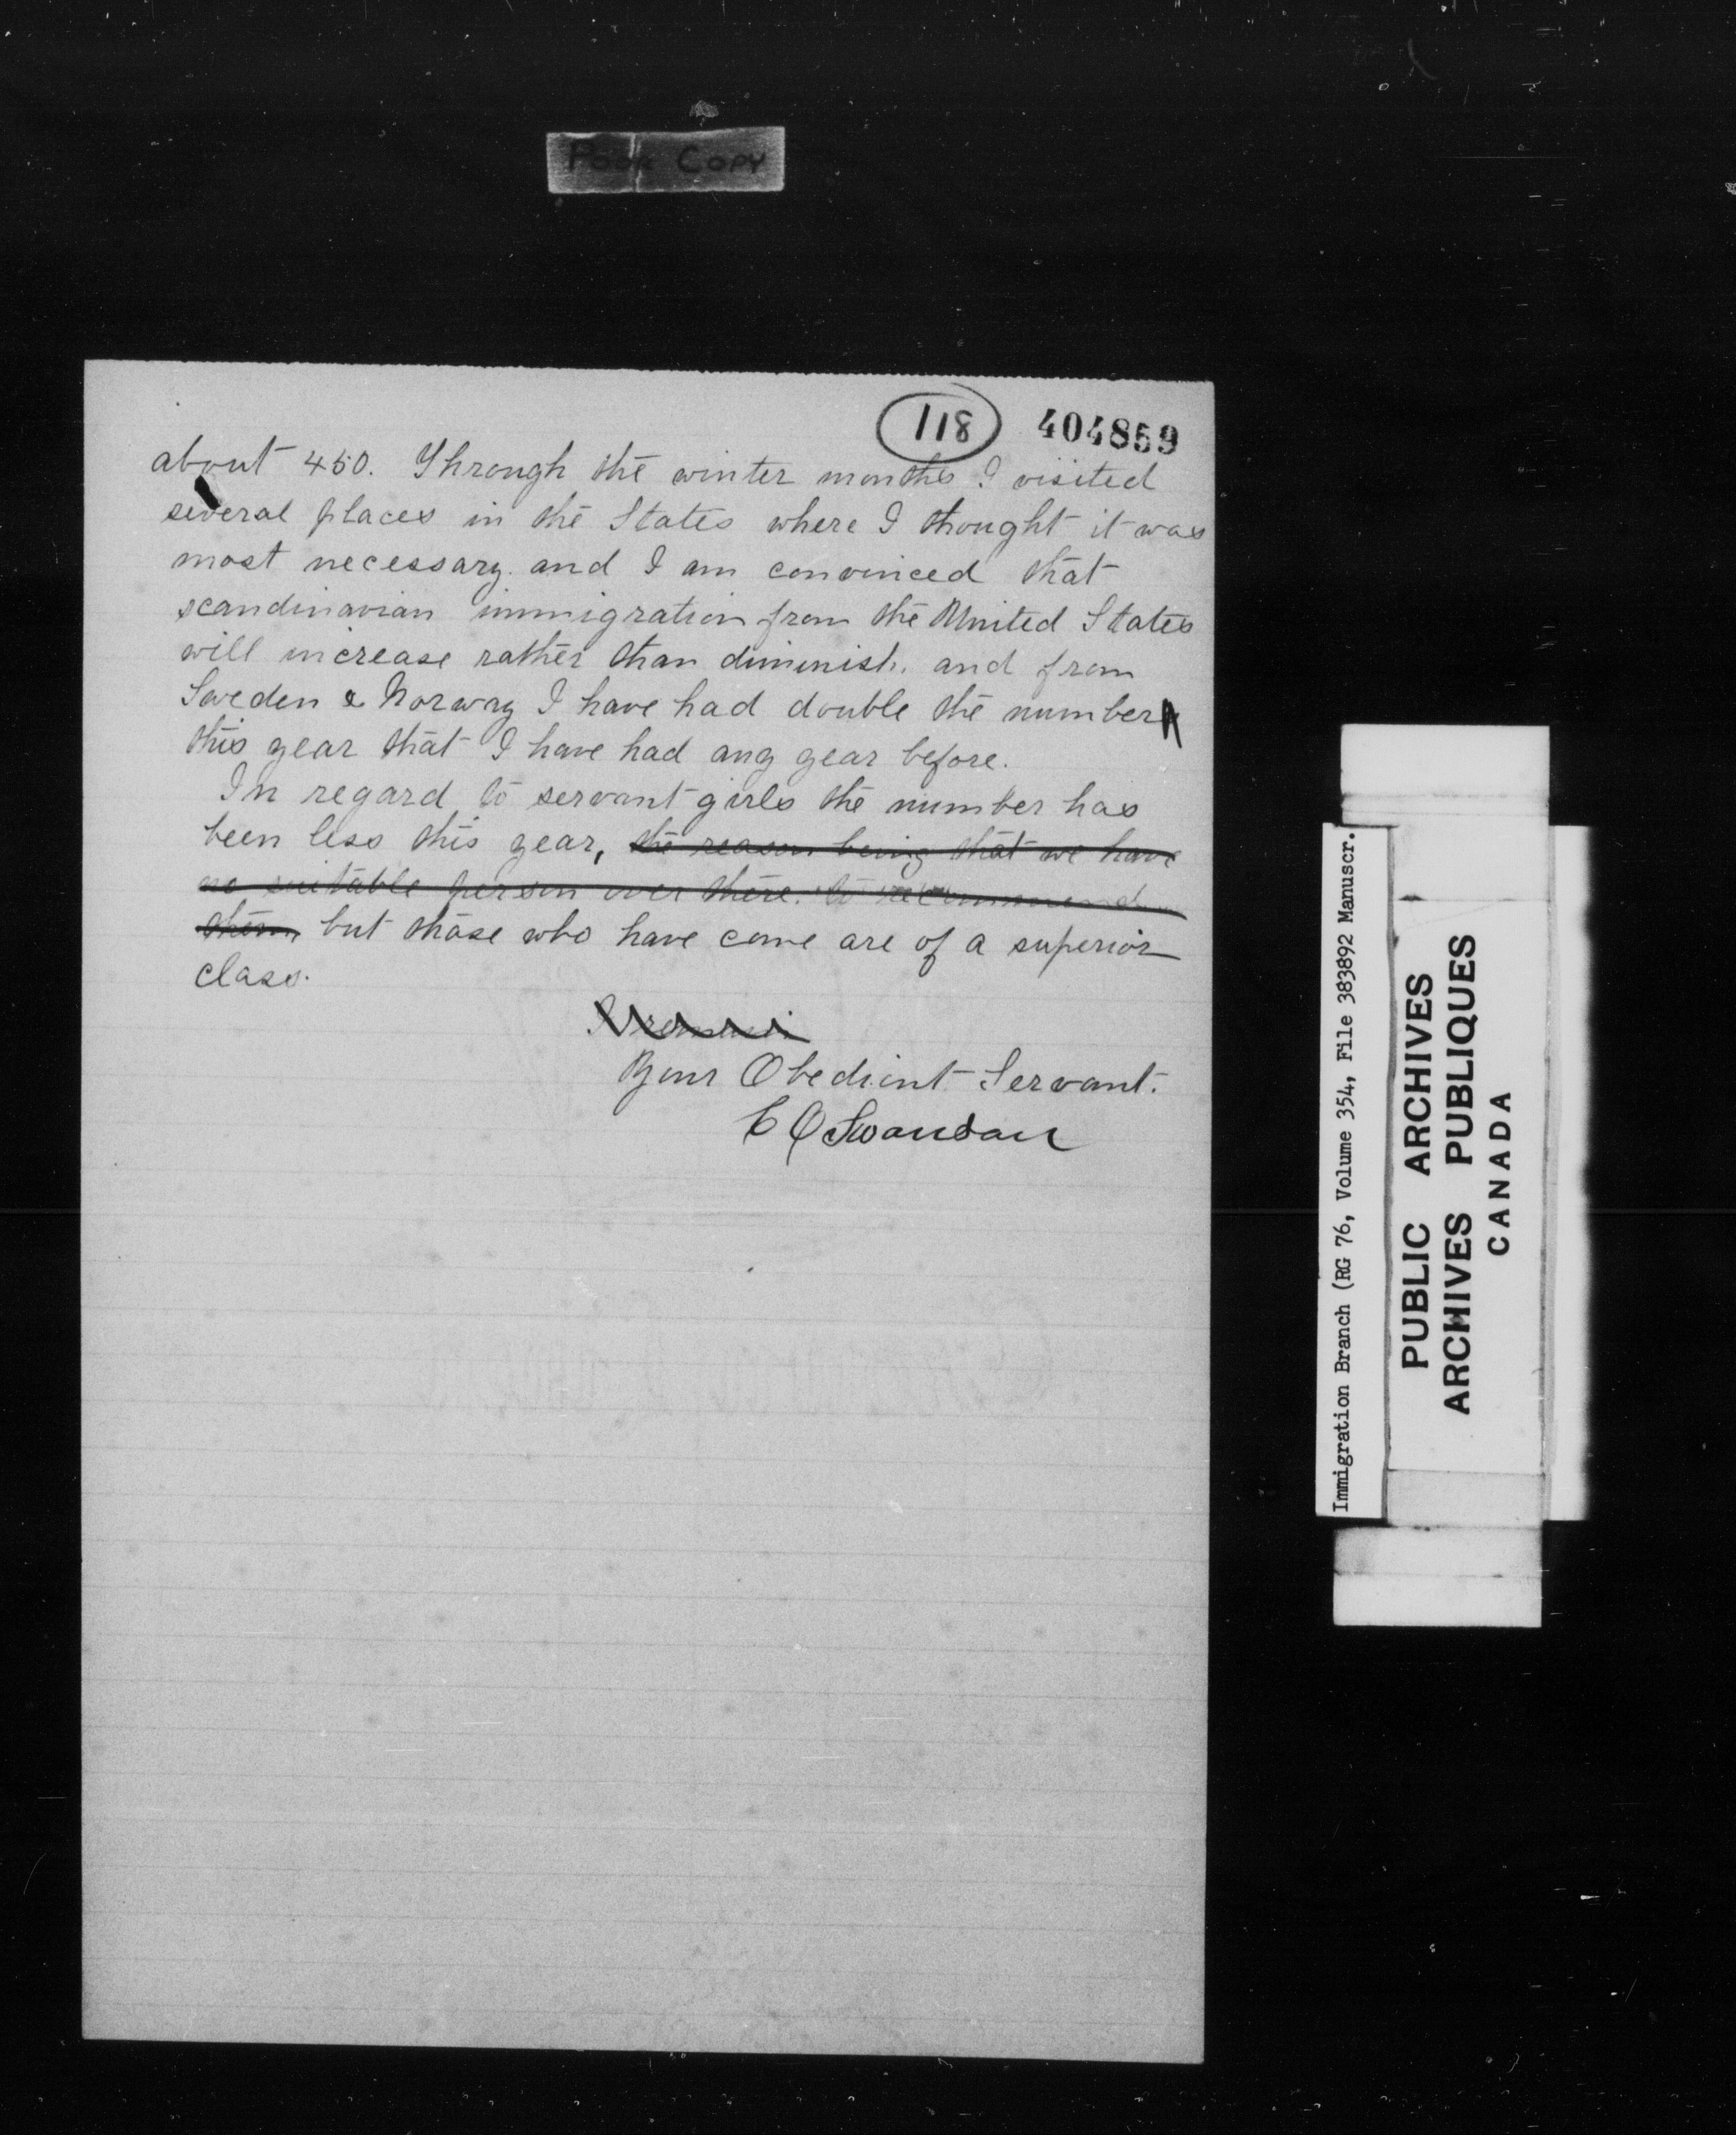 Poor Copy
118 404859
about 450. Through the winter months I visited
several places in the States where I thought it was
most necessary. and I am convinced that
scandinavian immigration from the United States
will increase rather than diminish. and from
Sweden & Norway I have had double the number
this year that I have had any year before.
In regard to servant girls the number has
been less this year, the reason being that we have
no suitable person over there. to recommend
them but those who have come are of a superior
class.
I remain
Your Obedient Servant.
C O Swanson
Immigration Branch (RG 76, Volume 354, File 383892 Manuscr.
PUBLIC ARCHIVES
ARCHIVES PUBLIQUES
CANADA